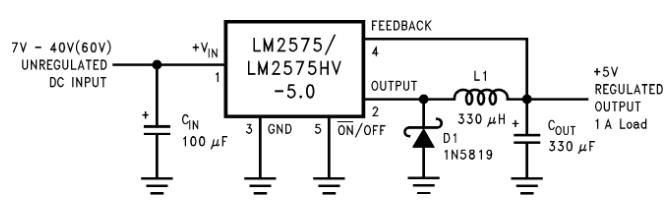 FEEDBACK
7V - 40V(60V)
UNREGULATED
DC INPUT
+VIN
1
LM2575/
LM2575HV
-5.0
4
OUTPUT
2
L1
330 μH
+5V
REGULATED
OUTPUT
1A Load
+
CIN
100 μF
3
GND
5
ON/OFF
D1
1N5819
+
COUT
330 μF